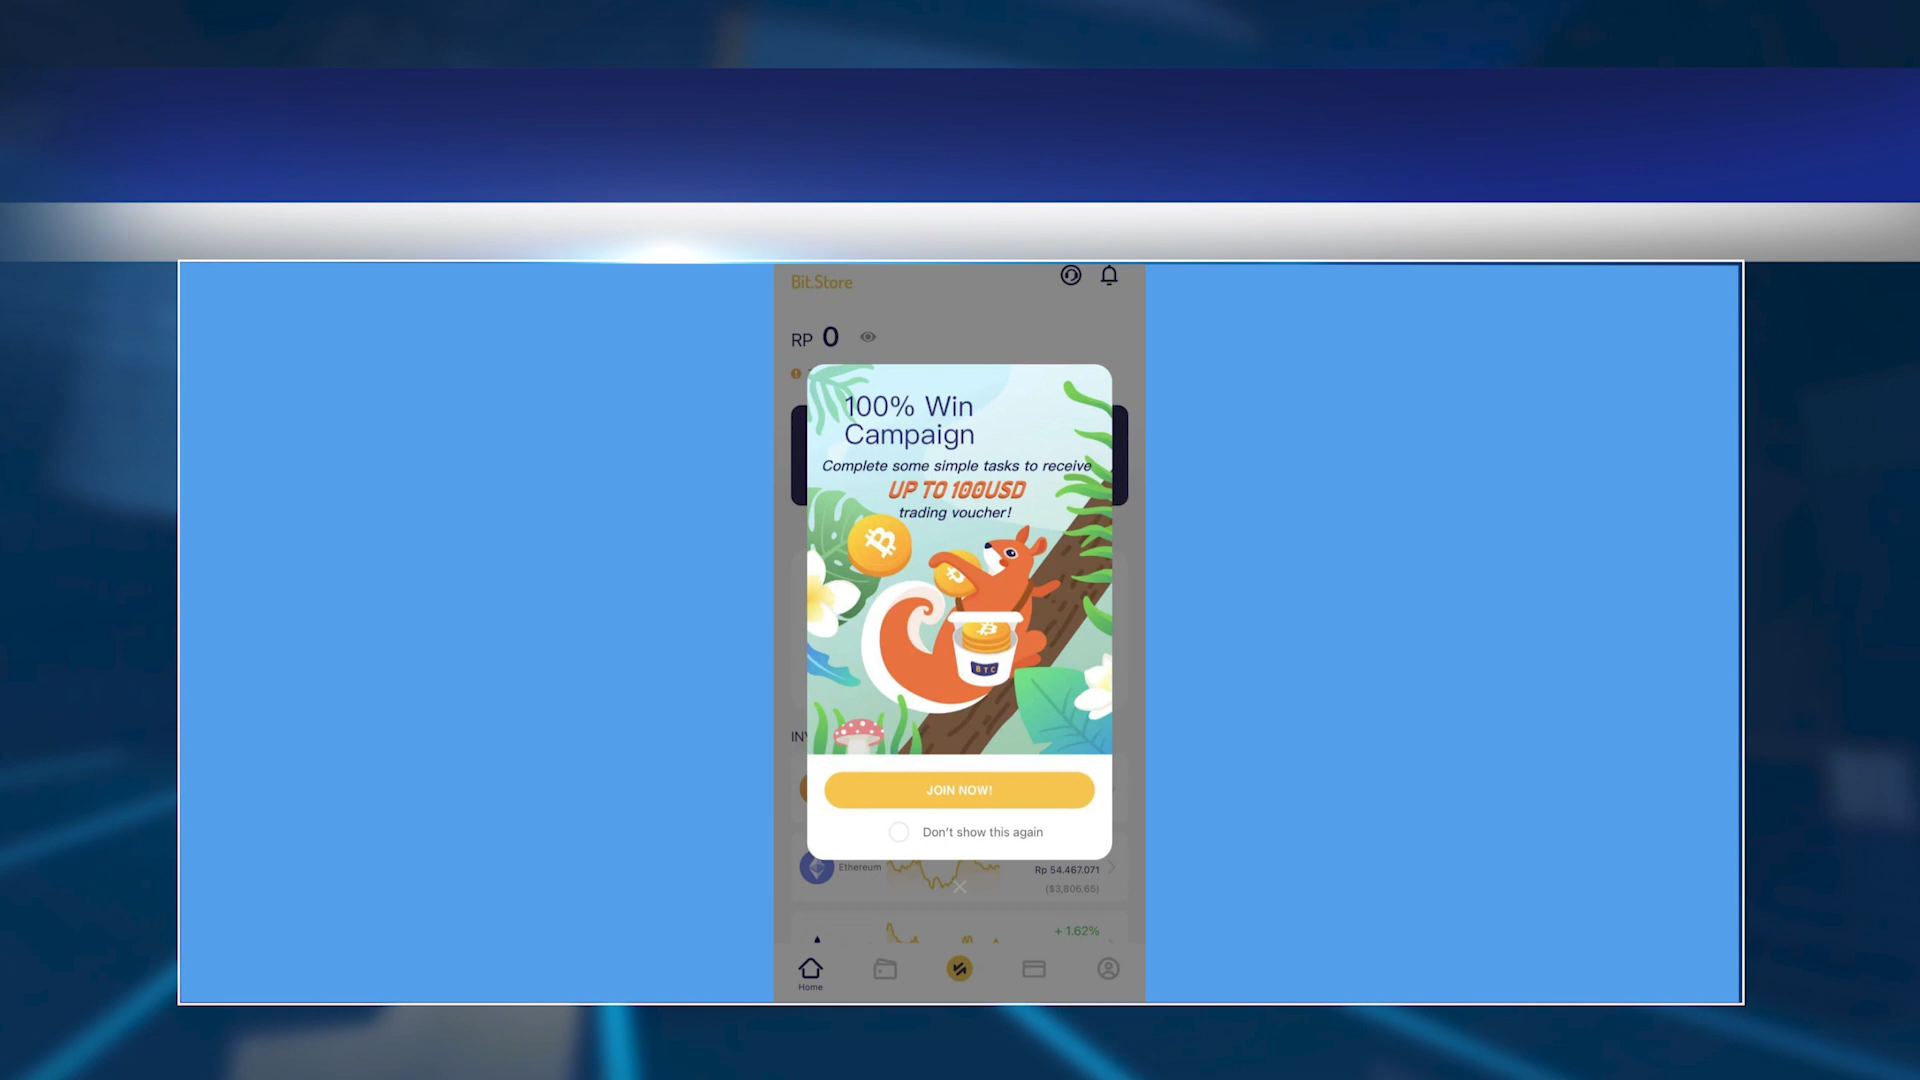 Bit.Store
RP 0
100% Win
Campaign
Complete some simple tasks to receive
UP TO 100USD
trading voucher!
BTC
JOIN NOW!
Don't show this again
Ethereum
Rp 54.467.071
($3,806.65)
+ 1.62%
Home